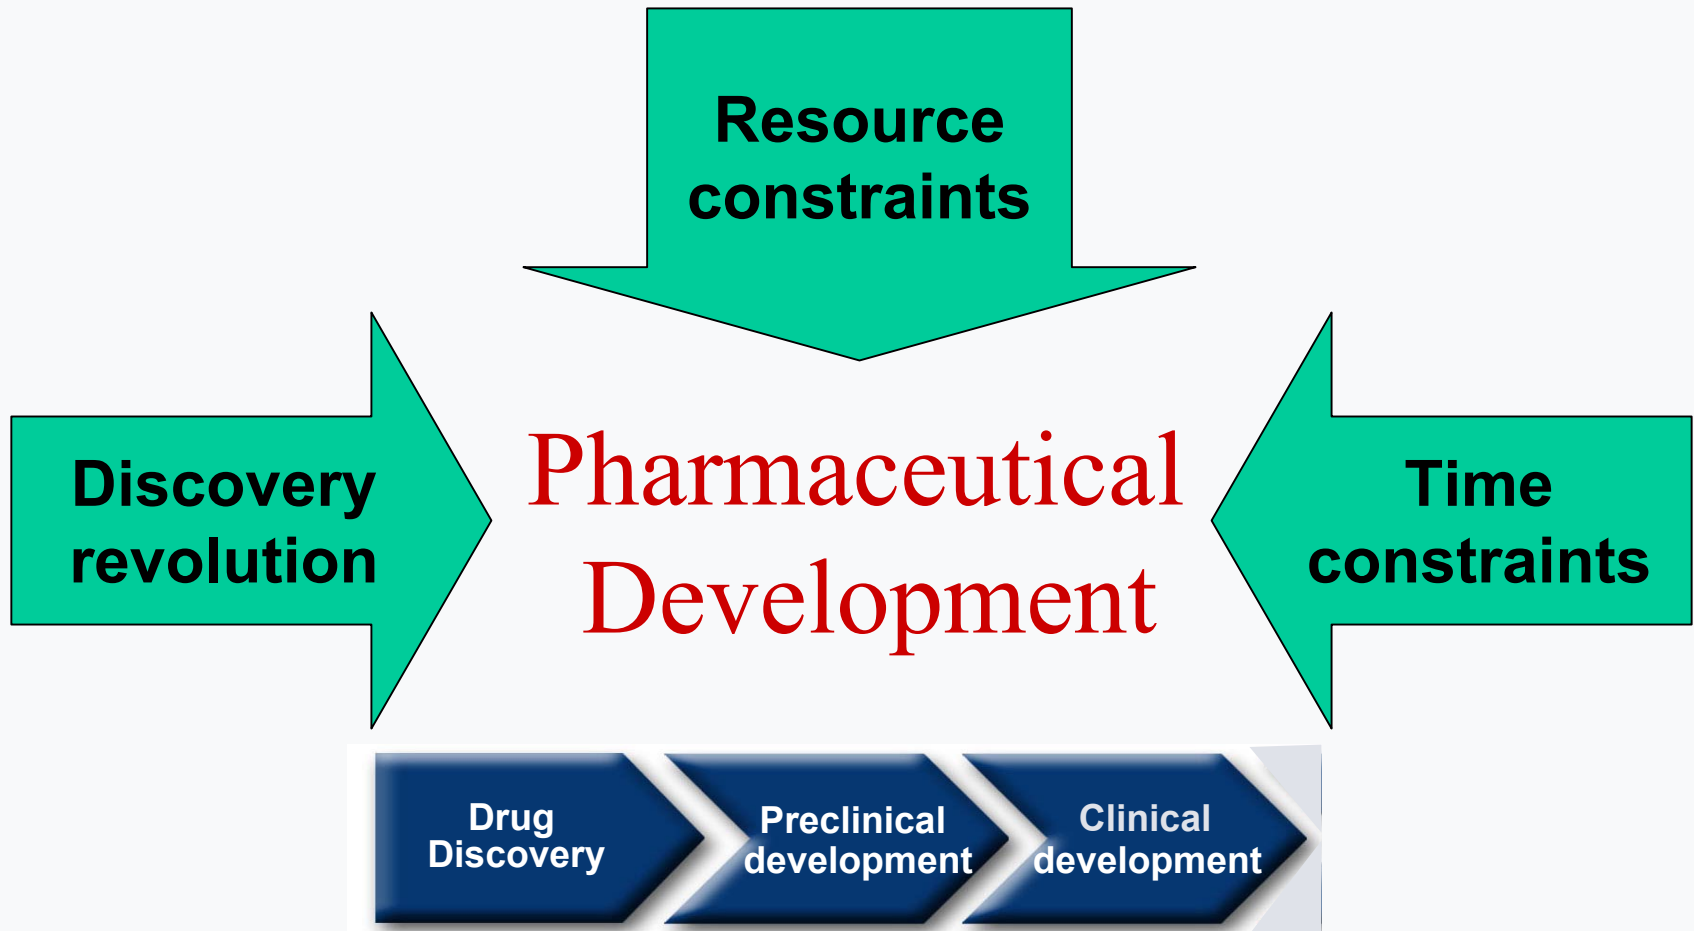 Resource
constraints
Discovery
revolution
Pharmaceutical
Development
Time
constraints
Drug
Discovery
Preclinical
development
Clinical
development